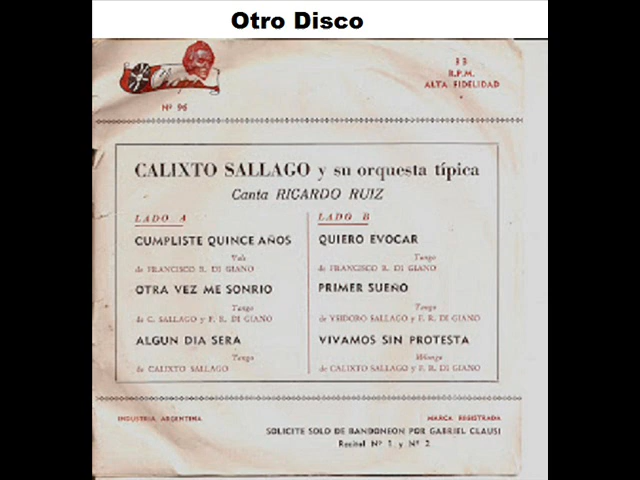 Otro Disco
33
R.P.M.
ALTA FIDELIDAD
Nº 96
CALIXTO SALLAGO y su orquesta típica
Canta RICARDO RUIZ
LADO A
CUMPLISTE QUINCE AÑOS
Vals
de FRANCISCO R. DI GIANO
OTRA VEZ ME SONRIO
Tango
de C. SALLAGO y F. R. DI GIANO
ALGUN DIA SERA
Tango
de CALIXTO SALLAGO
LADO B
QUIERO EVOCAR
Tango
de FRANCISCO R. DI GIANO
PRIMER SUEÑO
Tango
de YSIDORO SALLAGO y F. R. DI GIANO
VIVAMOS SIN PROTESTA
Milonga
de CALIXTO SALLAGO y F. R. DI GIANO
INDUSTRIA ARGENTINA
MARCA REGISTRADA
SOLICITE SOLO DE BANDONEON POR GABRIEL CLAUSI
Recital Nº 1 y Nº 2